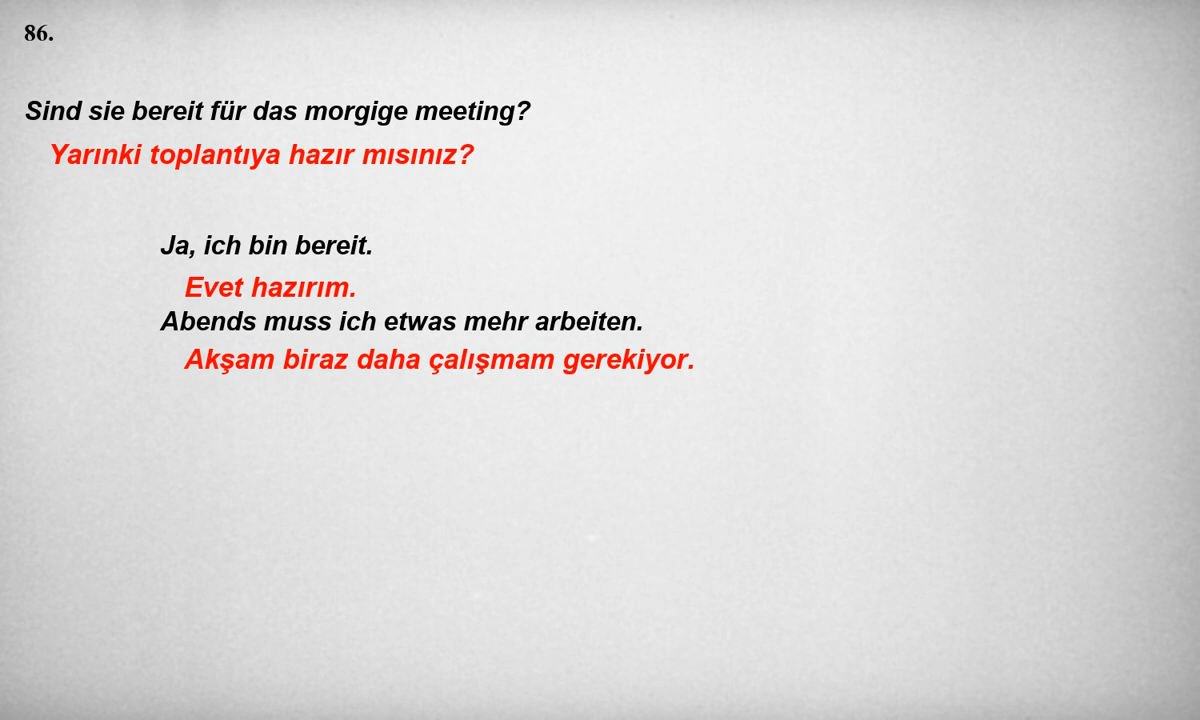 86.
Sind sie bereit für das morgige meeting?
Yarınki toplantıya hazır mısınız?
Ja, ich bin bereit.
Evet hazırım.
Abends muss ich etwas mehr arbeiten.
Akşam biraz daha çalışmam gerekiyor.